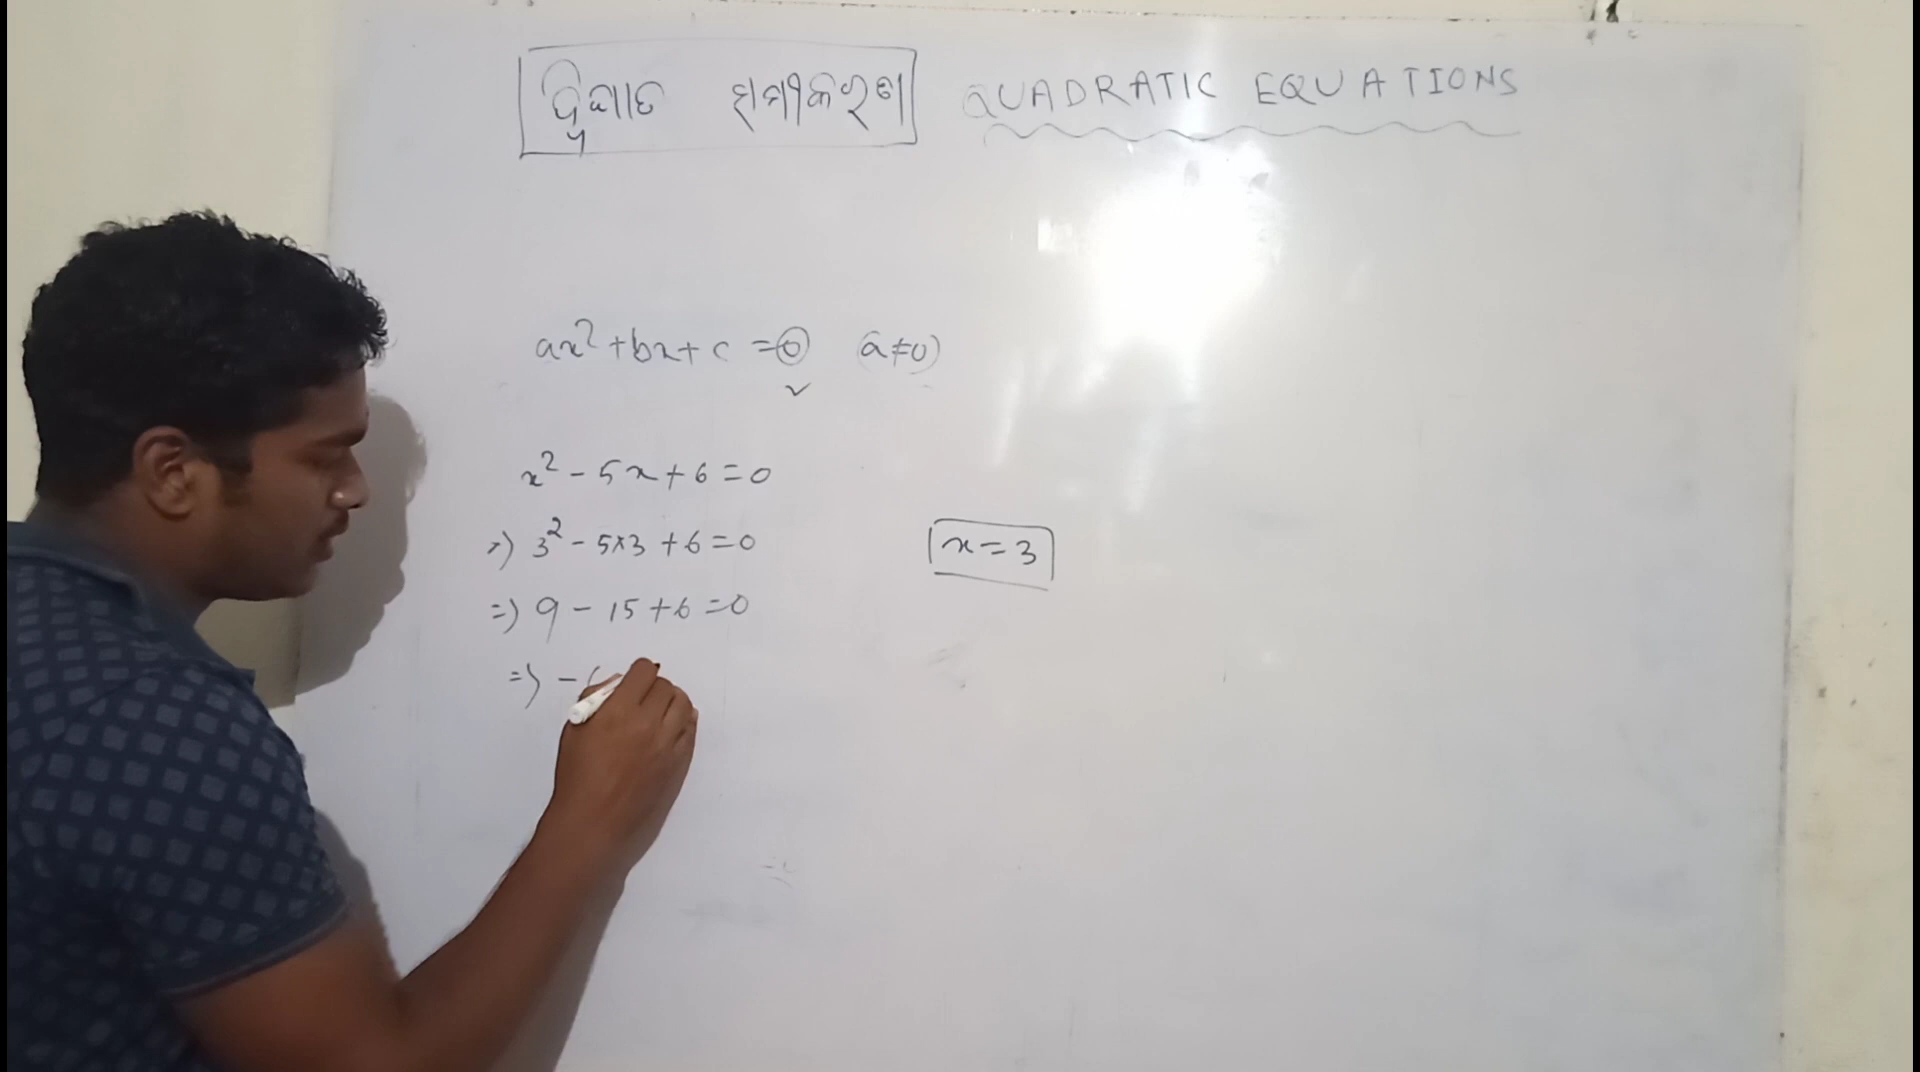 ଦ୍ୱିଘାତ ସମୀକରଣ QUADRATIC EQUATIONS
ax² + bx + c = 0 (a ≠ 0)
x² - 5x + 6 = 0
⇒ 3² - 5×3 + 6 = 0
x = 3
⇒ 9 - 15 + 6 = 0
⇒ -